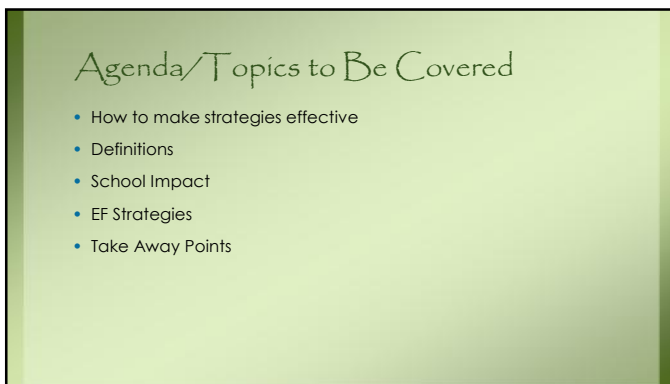 Agenda/Topics to Be Covered
• How to make strategies effective
• Definitions
• School Impact
• EF Strategies
• Take Away Points